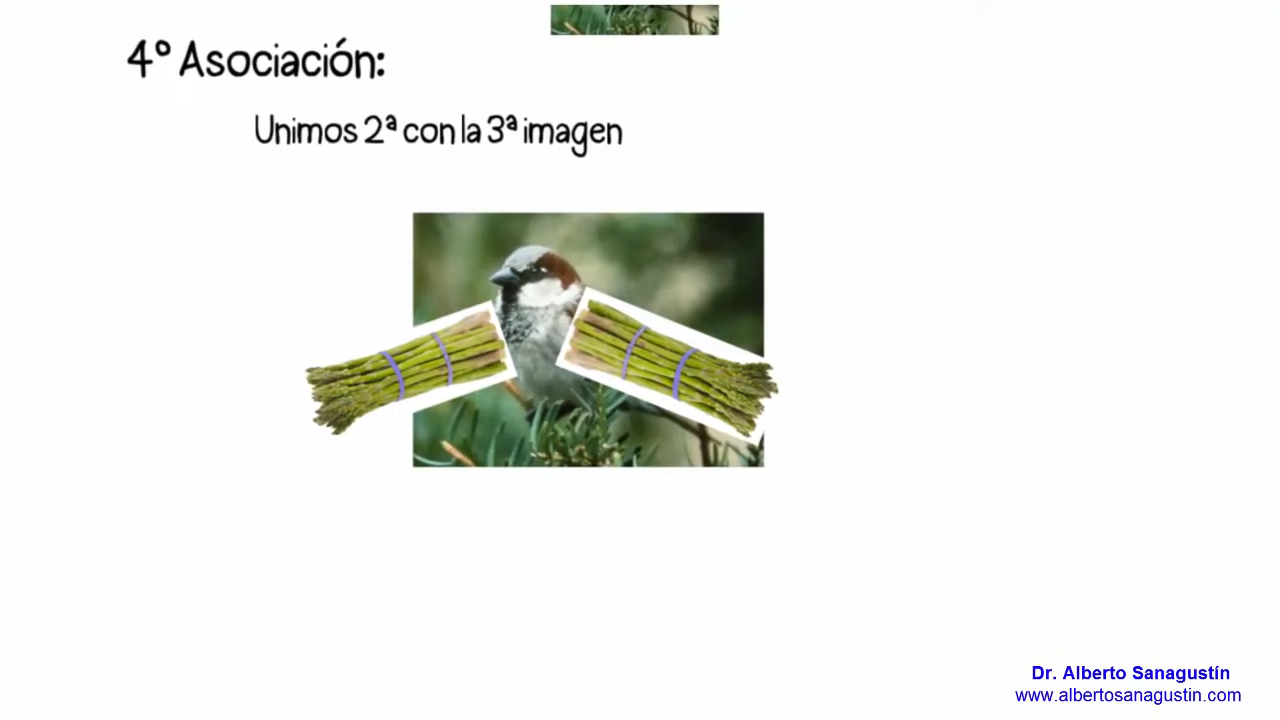 4º Asociación:
Unimos 2ª con la 3ª imagen
Dr. Alberto Sanagustín
www.albertosanagustin.com